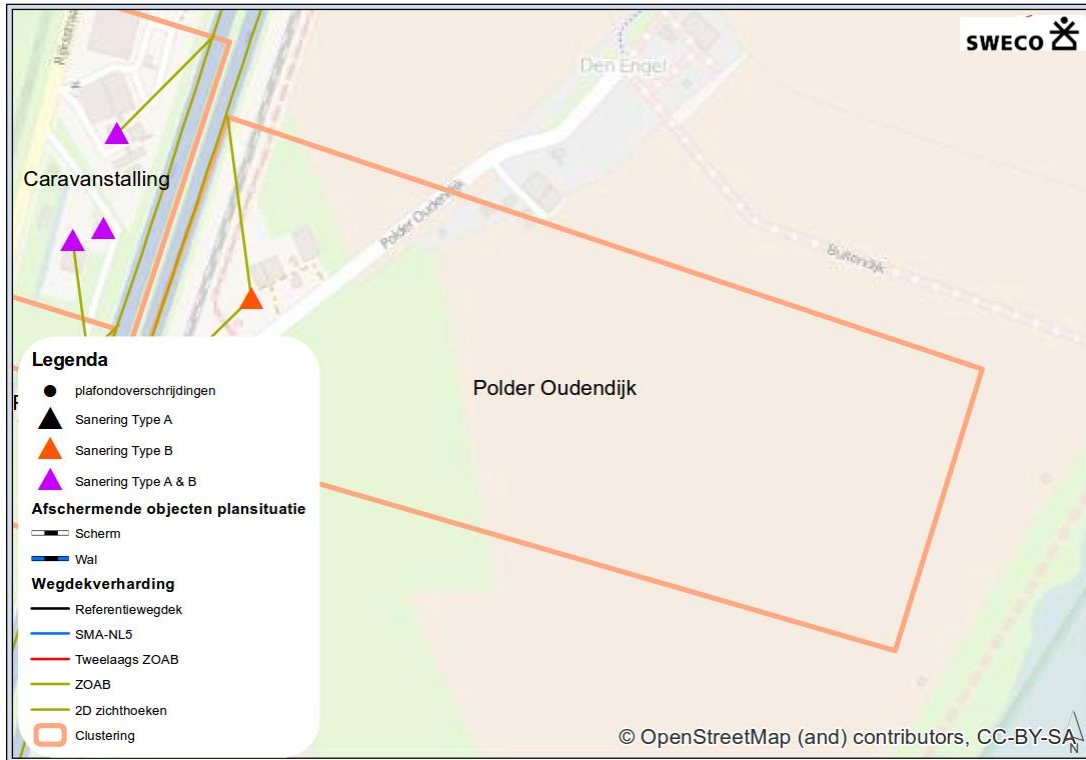 SWECO
Den Engel
Caravanstalling
Polder Oudendijk
Buitendijk
Polder Oudendijk
Legenda
plafondoverschrijdingen
Sanering Type A
Sanering Type B
Sanering Type A & B
Afschermende objecten plansituatie
Scherm
Wal
Wegdekverharding
Referentiewegdek
SMA-NL5
Tweelaags ZOAB
ZOAB
2D zichthoeken
Clustering
© OpenStreetMap (and) contributors, CC-BY-SA
N